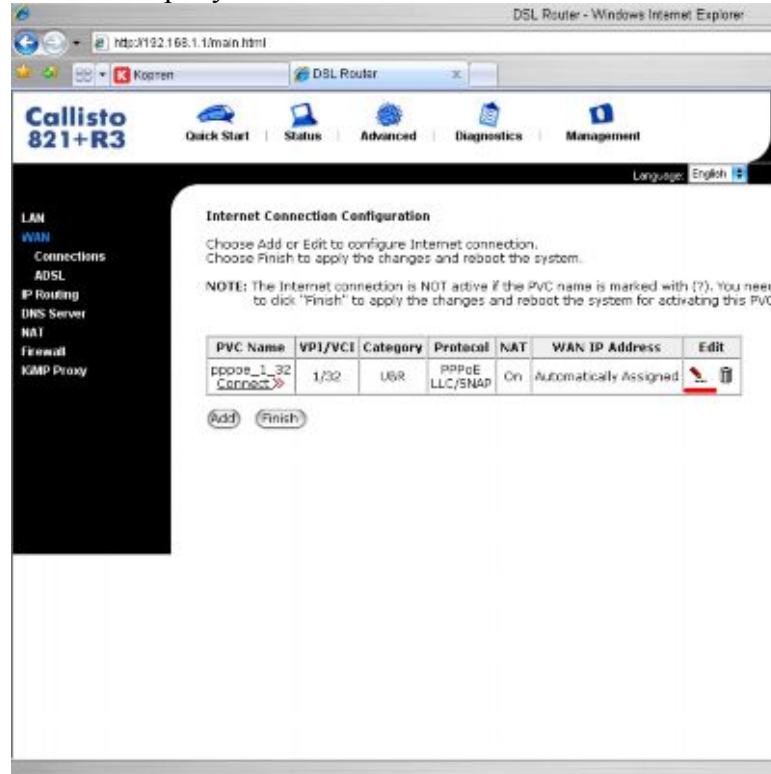 DSL Router - Windows Internet Explorer
http://192.168.1.1/main.html
DSL Router
Callisto
821+R3
Quick Start
Status
Advanced
Diagnostics
Management
Language: English
LAN
WAN
Connections
ADSL
IP Routing
DNS Server
NAT
Firewall
IGMP Proxy
Internet Connection Configuration
Choose Add or Edit to configure Internet connection.
Choose Finish to apply the changes and reboot the system.
NOTE: The Internet connection is NOT active if the PVC name is marked with (?). You need
to click "Finish" to apply the changes and reboot the system for activating this PVC
PVC Name VPI/VCI Category Protocol NAT WAN IP Address Edit
pppoe_1_32
Connect 1/32 UBR PPPoE
LLC/SNAP On Automatically Assigned
Add Finish